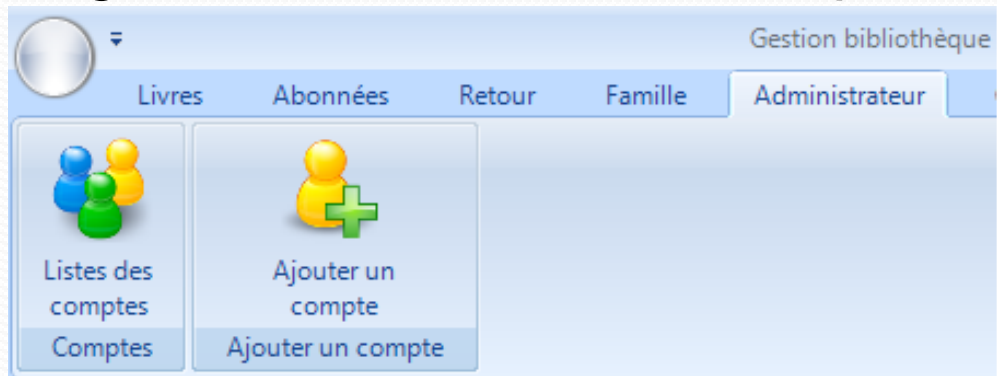 Gestion bibliothèque
Livres Abonnées Retour Famille Administrateur
Listes des comptes
Ajouter un compte
Comptes
Ajouter un compte